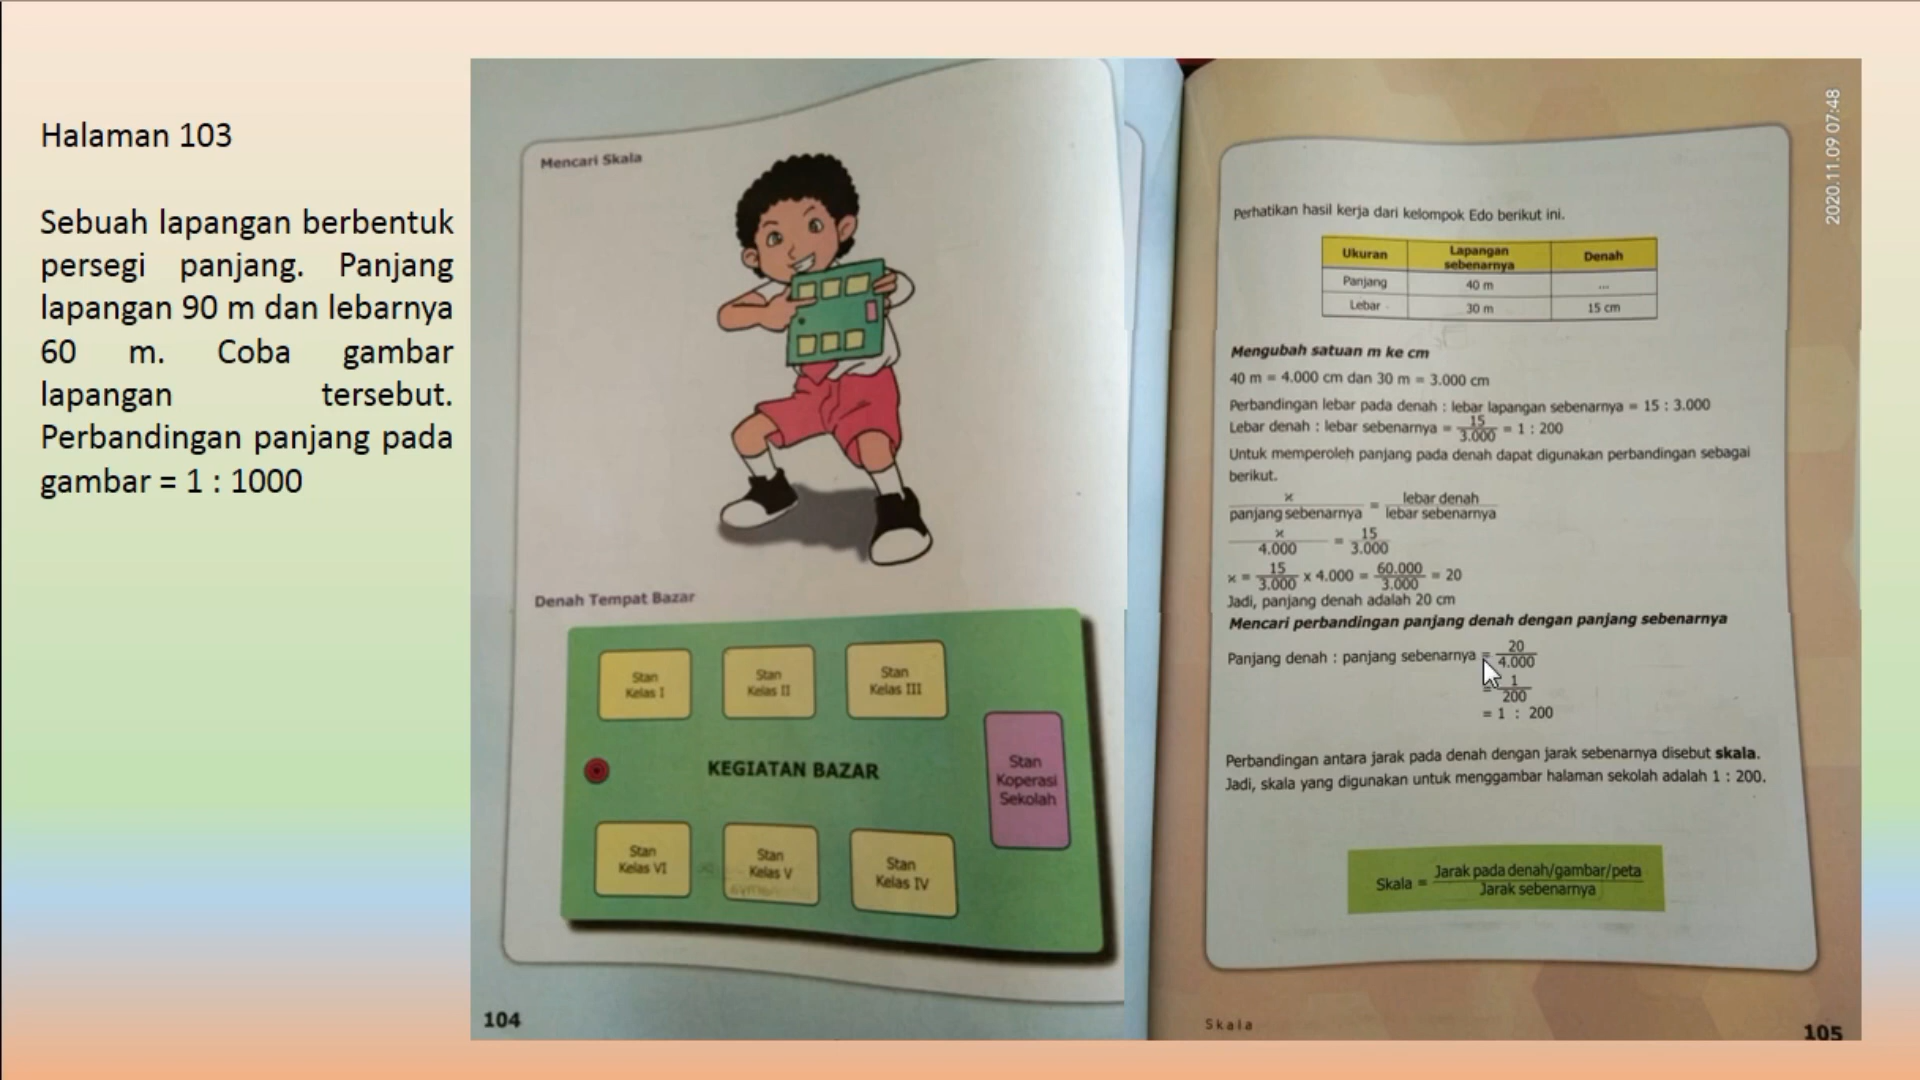 Halaman 103
Sebuah lapangan berbentuk
persegi panjang. Panjang
lapangan 90 m dan lebarnya
60 m. Coba gambar
lapangan tersebut.
Perbandingan panjang pada
gambar = 1 : 1000
Mencari Skala
Denah Tempat Bazar
Stan
Kelas I
Stan
Kelas II
Stan
Kelas III
KEGIATAN BAZAR
Stan
Koperasi
Sekolah
Stan
Kelas VI
Stan
Kelas V
Stan
Kelas IV
104
2020.11.09 07:48
Perhatikan hasil kerja dari kelompok Edo berikut ini.
Ukuran Lapangan sebenarnya Denah
Panjang 40 m ...
Lebar 30 m 15 cm
Mengubah satuan m ke cm
40 m = 4.000 cm dan 30 m = 3.000 cm
Perbandingan lebar pada denah : lebar lapangan sebenarnya = 15 : 3.000
Lebar denah : lebar sebenarnya = 15/3.000 = 1 : 200
Untuk memperoleh panjang pada denah dapat digunakan perbandingan sebagai
berikut.
x/panjang sebenarnya = lebar denah/lebar sebenarnya
x/4.000 = 15/3.000
x = 15/3.000 x 4.000 = 60.000/3.000 = 20
Jadi, panjang denah adalah 20 cm
Mencari perbandingan panjang denah dengan panjang sebenarnya
Panjang denah : panjang sebenarnya = 20/4.000
= 1/200
= 1 : 200
Perbandingan antara jarak pada denah dengan jarak sebenarnya disebut skala.
Jadi, skala yang digunakan untuk menggambar halaman sekolah adalah 1 : 200.
Skala = Jarak pada denah/gambar/peta / Jarak sebenarnya
Skala
105